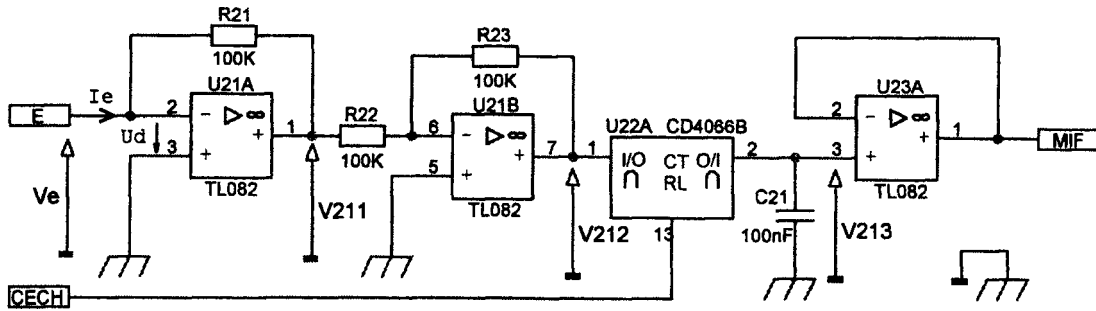 R21
100K
U21A
E
Ie
2
-
▷∞
+
1
Ud
3
+
TL082
Ve
V211
R22
100K
R23
100K
U21B
6
-
▷∞
+
7
5
+
TL082
V212
U22A CD4066B
1
I/O CT O/I
RL
2
13
C21
100nF
V213
U23A
2
-
▷∞
+
1
3
+
TL082
MIF
CECH